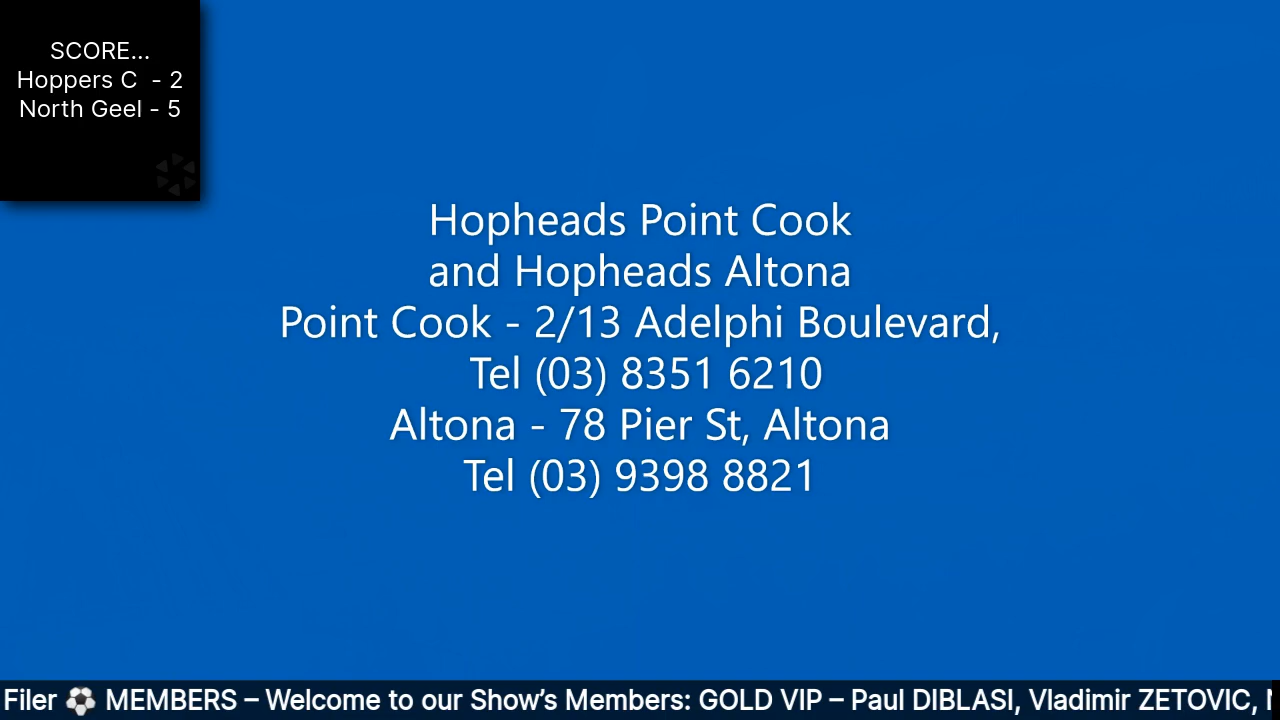 SCORE...
Hoppers C  - 2
North Geel - 5
Hopheads Point Cook
and Hopheads Altona
Point Cook - 2/13 Adelphi Boulevard,
Tel (03) 8351 6210
Altona - 78 Pier St, Altona
Tel (03) 9398 8821
Filer ⚽ MEMBERS – Welcome to our Show’s Members: GOLD VIP – Paul DIBLASI, Vladimir ZETOVIC,